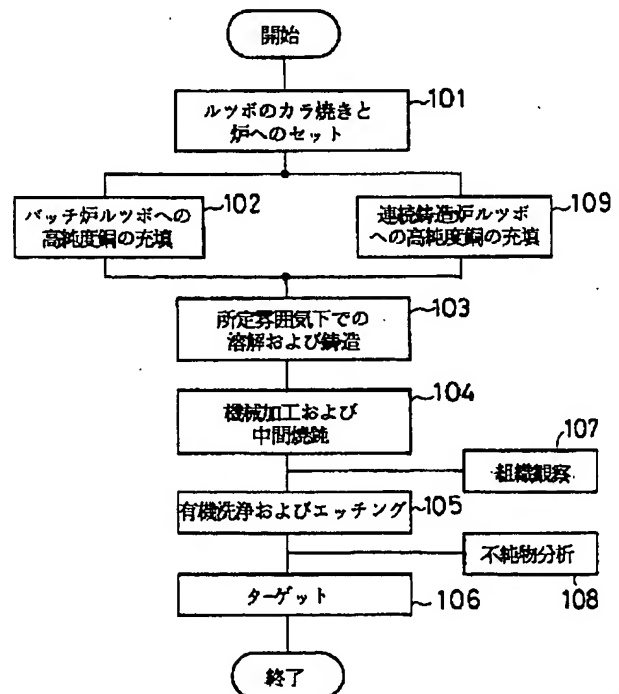 開始
ルツボのカラ焼きと
炉へのセット
101
バッチ炉ルツボへの
高純度銅の充填
102
連続鋳造炉ルツボ
への高純度銅の充填
109
所定雰囲気下での
溶解および鋳造
103
機械加工および
中間焼鈍
104
107
組織観察
有機洗浄およびエッチング
105
不純物分析
108
ターゲット
106
終了